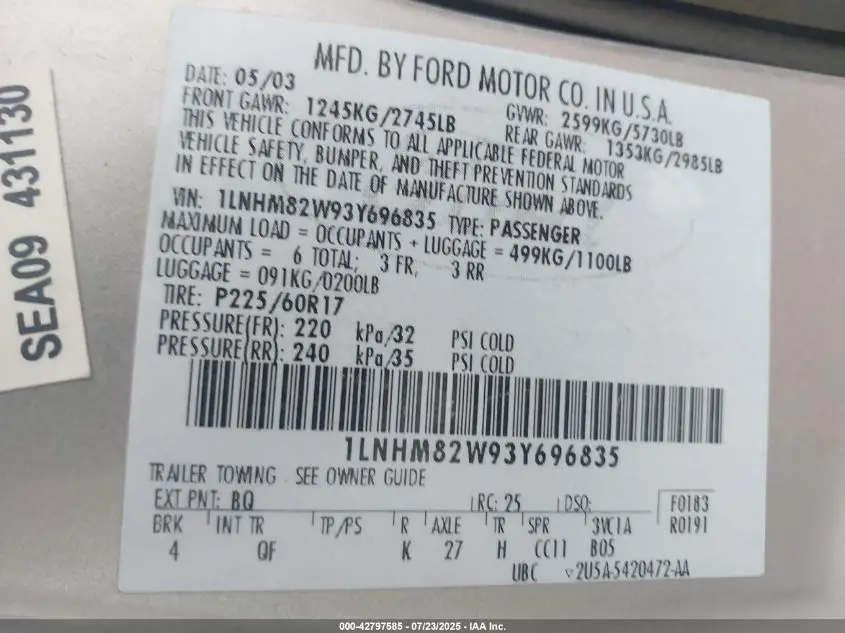 MFD. BY FORD MOTOR CO. IN U.S.A.
DATE: 05/03 GVWR: 2599KG/5730LB
FRONT GAWR: 1245KG/2745LB REAR GAWR: 1353KG/2985LB
THIS VEHICLE CONFORMS TO ALL APPLICABLE FEDERAL MOTOR
VEHICLE SAFETY, BUMPER, AND THEFT PREVENTION STANDARDS
IN EFFECT ON THE DATE OF MANUFACTURE SHOWN ABOVE.
VIN: 1LNHM82W93Y696835 TYPE: PASSENGER
MAXIMUM LOAD = OCCUPANTS + LUGGAGE = 499KG/1100LB
OCCUPANTS = 6 TOTAL; 3 FR, 3 RR
LUGGAGE = 091KG/0200LB
TIRE: P225/60R17
PRESSURE(FR): 220 kPa/32 PSI COLD
PRESSURE(RR): 240 kPa/35 PSI COLD
1LNHM82W93Y696835
TRAILER TOWING - SEE OWNER GUIDE
EXT PNT: BQ RC: 25 DSO: F0183
BRK INT TR TP/PS R AXLE TR SPR 3VC1A R0191
4 QF K 27 H CC11 B05
UBC ▽2U5A-5420472-AA
SEA09 431130
000-42797585 - 07/23/2025 - IAA Inc.